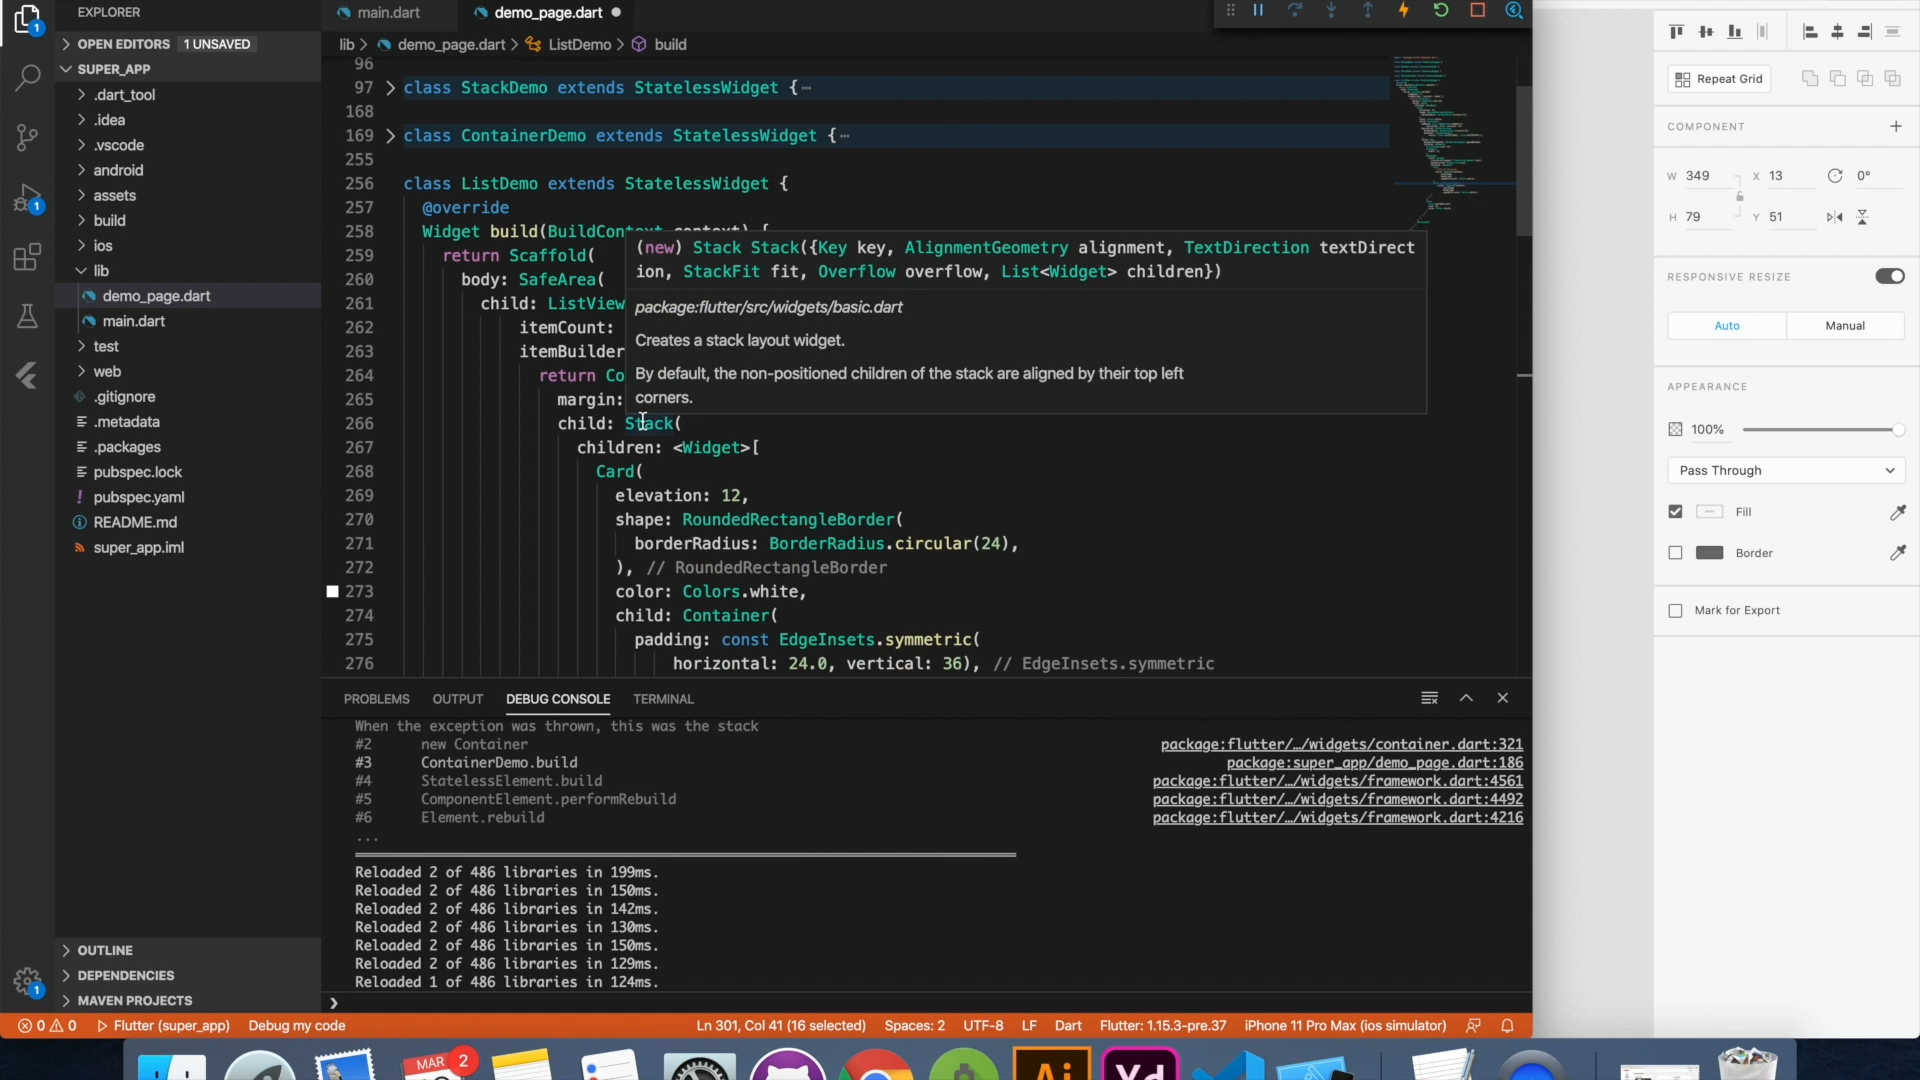 EXPLORER
main.dart
demo_page.dart
OPEN EDITORS 1 UNSAVED
SUPER_APP
.dart_tool
.idea
.vscode
android
assets
build
ios
lib
demo_page.dart
main.dart
test
web
.gitignore
.metadata
.packages
pubspec.lock
pubspec.yaml
README.md
super_app.iml
OUTLINE
DEPENDENCIES
MAVEN PROJECTS
lib > demo_page.dart > ListDemo > build
96
97 class StackDemo extends StatelessWidget {
168
169 class ContainerDemo extends StatelessWidget {
255
256 class ListDemo extends StatelessWidget {
257 @override
258 Widget build(BuildContext context) {
259 return Scaffold(
260 body: SafeArea(
261 child: ListView
262 itemCount:
263 itemBuilder
264 return Co
265 margin:
266 child: Stack(
267 children: <Widget>[
268 Card(
269 elevation: 12,
270 shape: RoundedRectangleBorder(
271 borderRadius: BorderRadius.circular(24),
272 ), // RoundedRectangleBorder
273 color: Colors.white,
274 child: Container(
275 padding: const EdgeInsets.symmetric(
276 horizontal: 24.0, vertical: 36), // EdgeInsets.symmetric
(new) Stack Stack({Key key, AlignmentGeometry alignment, TextDirection textDirect
ion, StackFit fit, Overflow overflow, List<Widget> children})
package:flutter/src/widgets/basic.dart
Creates a stack layout widget.
By default, the non-positioned children of the stack are aligned by their top left
corners.
PROBLEMS OUTPUT DEBUG CONSOLE TERMINAL
When the exception was thrown, this was the stack
#2 new Container package:flutter/…/widgets/container.dart:321
#3 ContainerDemo.build package:super_app/demo_page.dart:186
#4 StatelessElement.build package:flutter/…/widgets/framework.dart:4561
#5 ComponentElement.performRebuild package:flutter/…/widgets/framework.dart:4492
#6 Element.rebuild package:flutter/…/widgets/framework.dart:4216
...
Reloaded 2 of 486 libraries in 199ms.
Reloaded 2 of 486 libraries in 150ms.
Reloaded 2 of 486 libraries in 142ms.
Reloaded 2 of 486 libraries in 130ms.
Reloaded 2 of 486 libraries in 150ms.
Reloaded 2 of 486 libraries in 129ms.
Reloaded 1 of 486 libraries in 124ms.
0 0 Flutter (super_app) Debug my code Ln 301, Col 41 (16 selected) Spaces: 2 UTF-8 LF Dart Flutter: 1.15.3-pre.37 iPhone 11 Pro Max (ios simulator)
Repeat Grid
COMPONENT
W 349 X 13 0°
H 79 Y 51
RESPONSIVE RESIZE
Auto Manual
APPEARANCE
100%
Pass Through
Fill
Border
Mark for Export
1
1
1
MAR 2
Ai
Xd